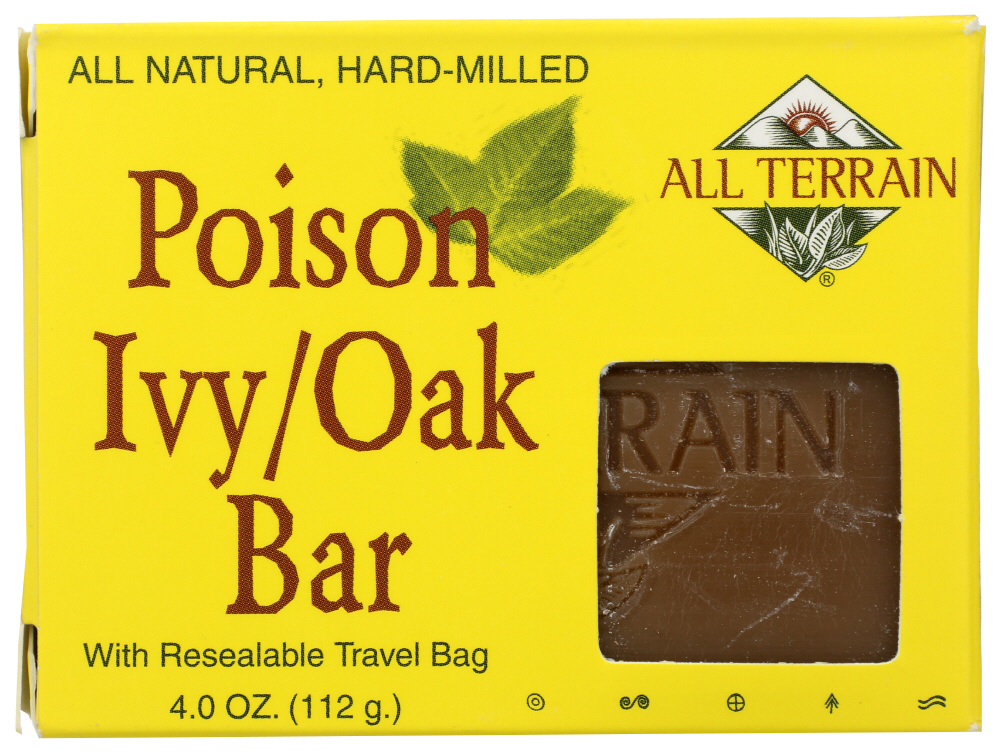 ALL NATURAL, HARD-MILLED
ALL TERRAIN
®
Poison
Ivy/Oak
Bar
RAIN
With Resealable Travel Bag
4.0 OZ. (112 g.)